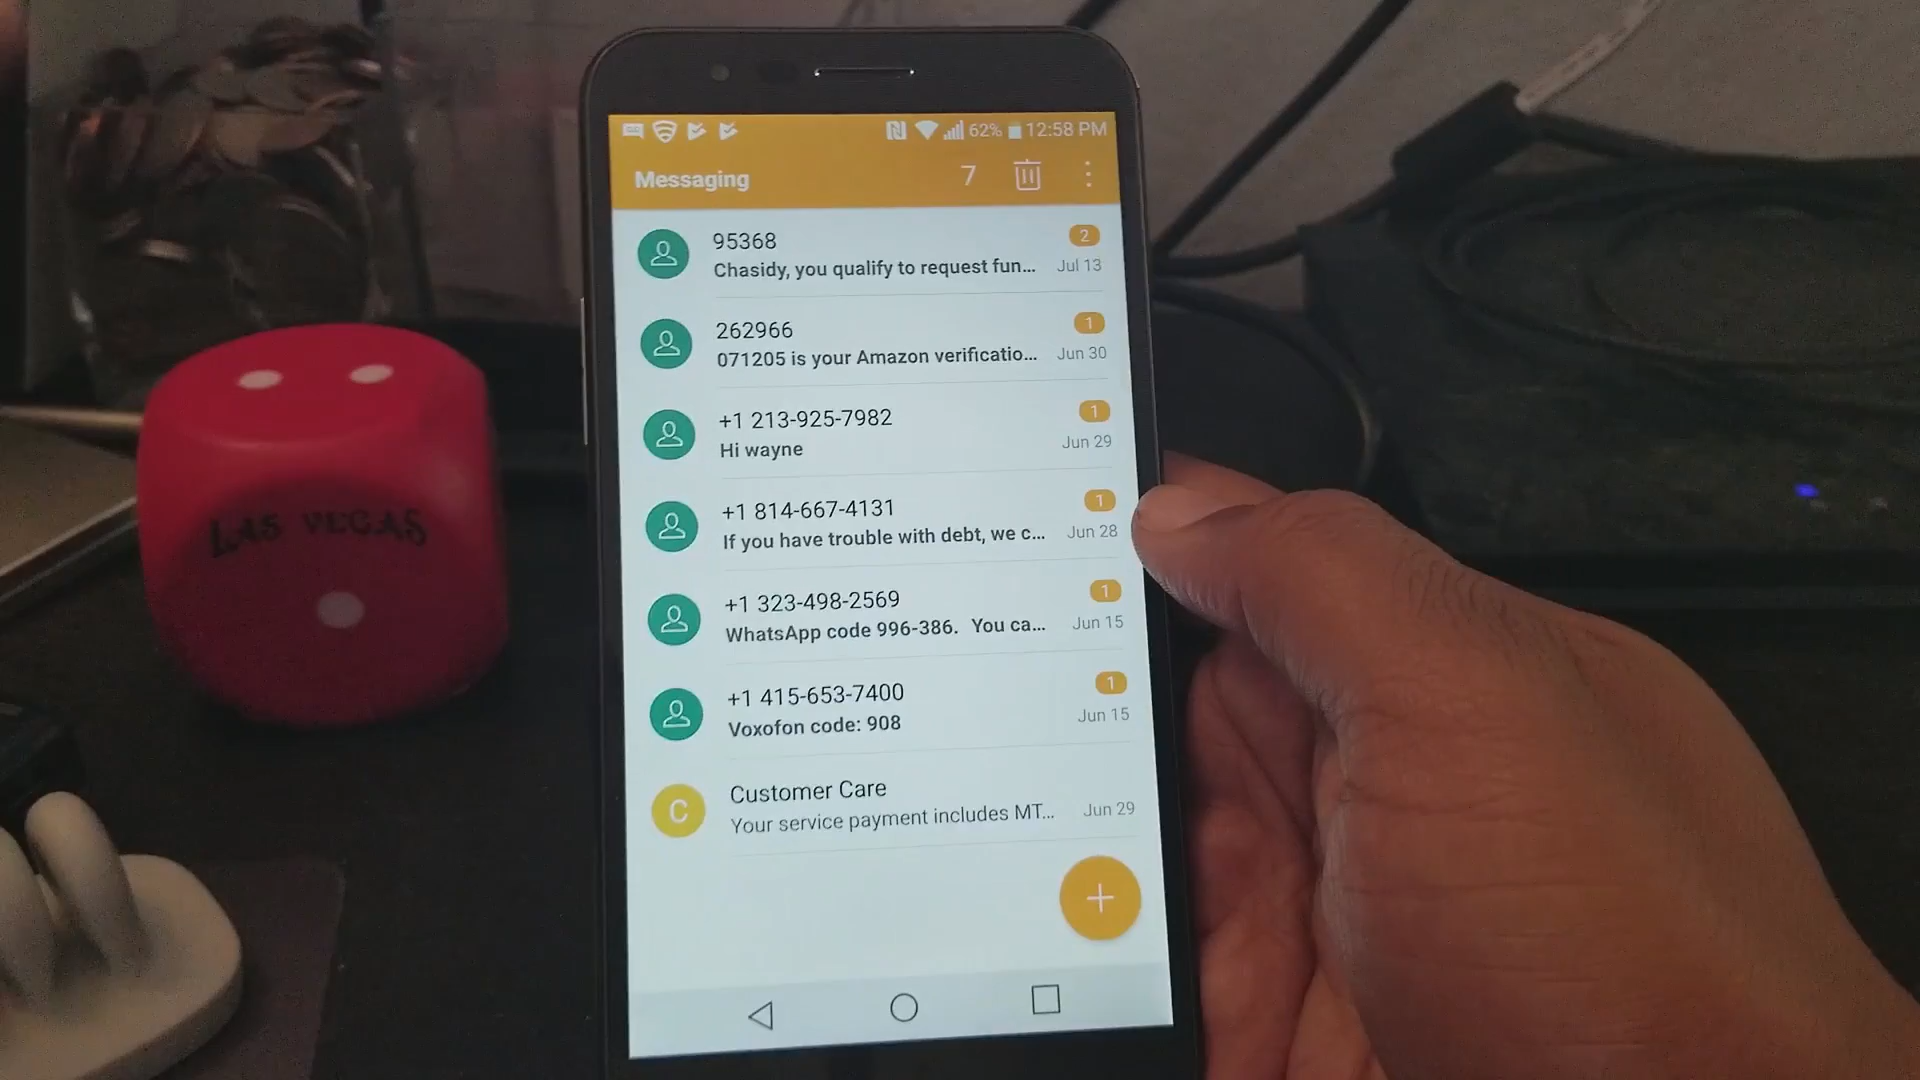 62% 12:58 PM
Messaging 7
95368 2
Chasidy, you qualify to request fun... Jul 13
262966 1
071205 is your Amazon verificatio... Jun 30
+1 213-925-7982 1
Hi wayne Jun 29
+1 814-667-4131 1
If you have trouble with debt, we c... Jun 28
+1 323-498-2569 1
WhatsApp code 996-386. You ca... Jun 15
+1 415-653-7400 1
Voxofon code: 908 Jun 15
C Customer Care
Your service payment includes MT... Jun 29
LAS VEGAS